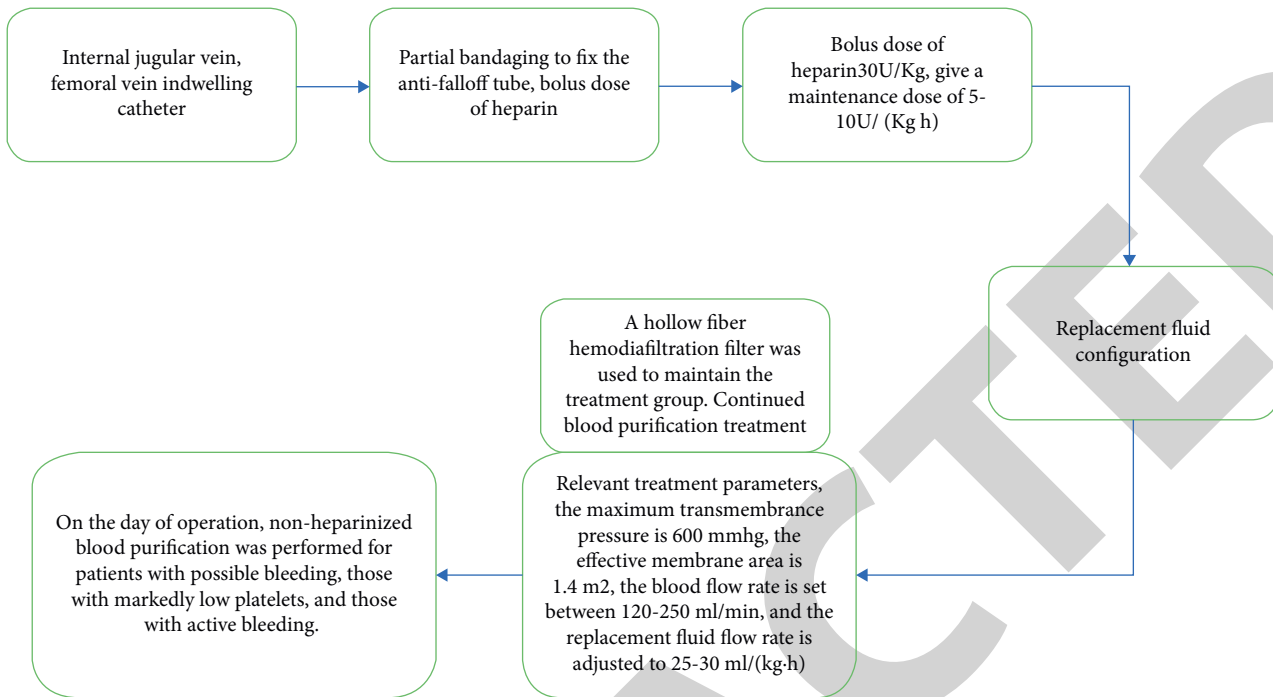 Internal jugular vein,
femoral vein indwelling
catheter
Partial bandaging to fix the
anti-falloff tube, bolus dose
of heparin
Bolus dose of
heparin30U/Kg, give a
maintenance dose of 5-
10U/ (Kg h)
Replacement fluid
configuration
A hollow fiber
hemodiafiltration filter was
used to maintain the
treatment group. Continued
blood purification treatment
Relevant treatment parameters,
the maximum transmembrance
pressure is 600 mmhg, the
effective membrane area is
1.4 m2, the blood flow rate is set
between 120-250 ml/min, and the
replacement fluid flow rate is
adjusted to 25-30 ml/(kg·h)
On the day of operation, non-heparinized
blood purification was performed for
patients with possible bleeding, those
with markedly low platelets, and those
with active bleeding.
CTED